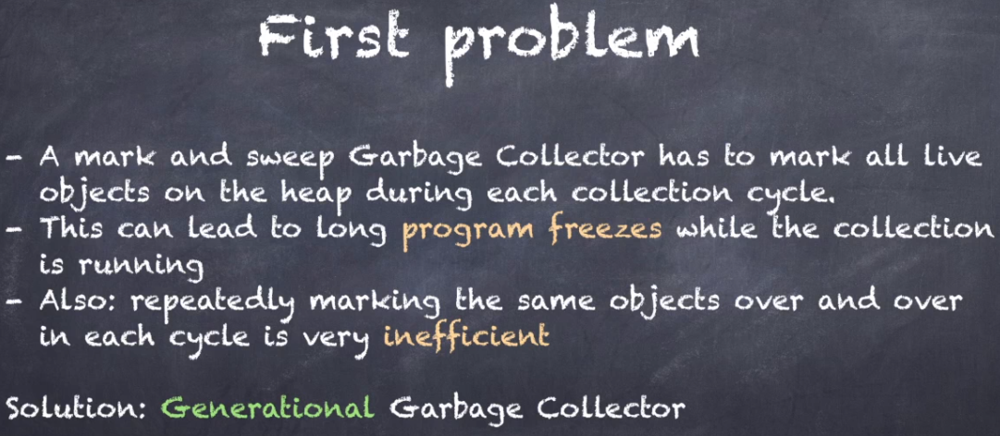 First problem
- A mark and sweep Garbage Collector has to mark all live
objects on the heap during each collection cycle.
- This can lead to long program freezes while the collection
is running
- Also: repeatedly marking the same objects over and over
in each cycle is very inefficient
Solution: Generational Garbage Collector